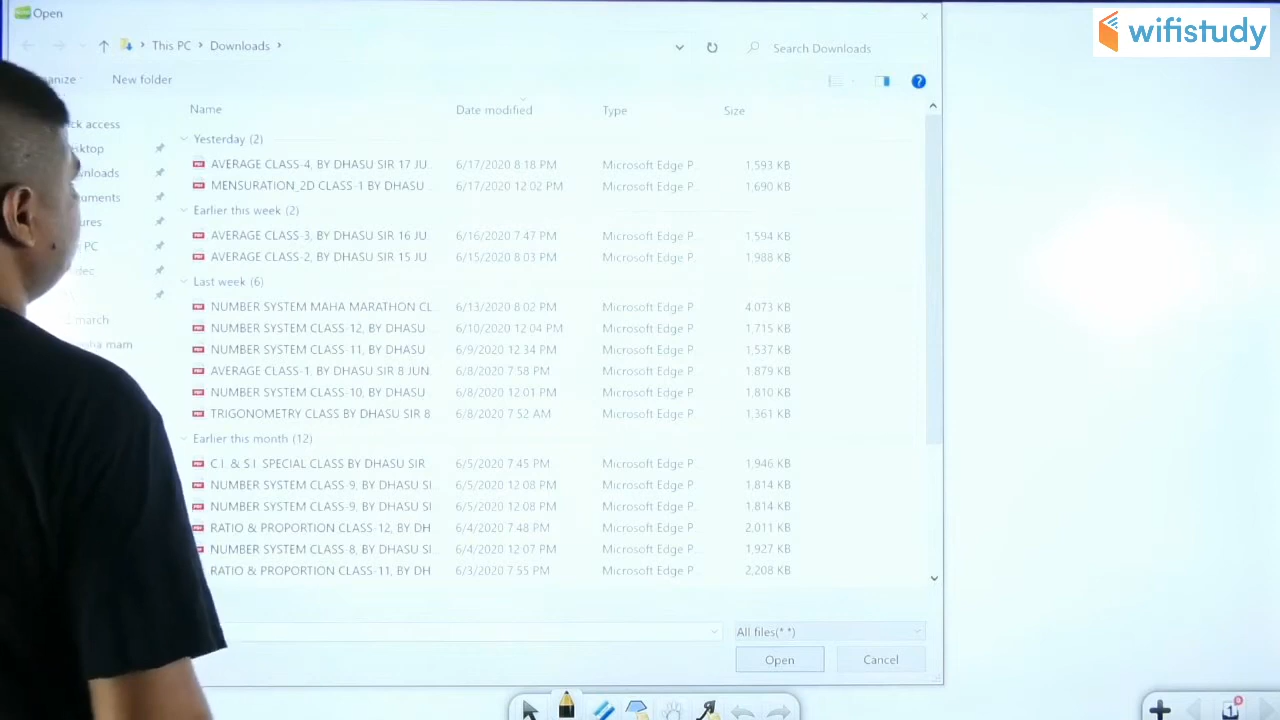 Open
wifistudy
This PC > Downloads >
Search Downloads
New folder
Name Date modified Type Size
Yesterday (2)
AVERAGE CLASS-4, BY DHASU SIR 17 JU 6/17/2020 8:18 PM Microsoft Edge P... 1,593 KB
MENSURATION_2D CLASS-1 BY DHASU ... 6/17/2020 12:02 PM Microsoft Edge P... 1,690 KB
Earlier this week (2)
AVERAGE CLASS-3, BY DHASU SIR 16 JU 6/16/2020 7:47 PM Microsoft Edge P... 1,594 KB
AVERAGE CLASS-2, BY DHASU SIR 15 JU 6/15/2020 8:03 PM Microsoft Edge P... 1,988 KB
Last week (6)
NUMBER SYSTEM MAHA MARATHON CL 6/13/2020 8:02 PM Microsoft Edge P... 4,073 KB
NUMBER SYSTEM CLASS-12, BY DHASU 6/10/2020 12:04 PM Microsoft Edge P... 1,715 KB
NUMBER SYSTEM CLASS-11, BY DHASU 6/9/2020 12:34 PM Microsoft Edge P... 1,537 KB
AVERAGE CLASS-1, BY DHASU SIR 8 JUN 6/8/2020 7:58 PM Microsoft Edge P... 1,879 KB
NUMBER SYSTEM CLASS-10, BY DHASU 6/8/2020 12:01 PM Microsoft Edge P... 1,810 KB
TRIGONOMETRY CLASS BY DHASU SIR 8 6/8/2020 7:52 AM Microsoft Edge P... 1,361 KB
Earlier this month (12)
C.I. & S.I. SPECIAL CLASS BY DHASU SIR 6/5/2020 7:45 PM Microsoft Edge P... 1,946 KB
NUMBER SYSTEM CLASS-9, BY DHASU SI 6/5/2020 12:08 PM Microsoft Edge P... 1,814 KB
NUMBER SYSTEM CLASS-9, BY DHASU SI 6/5/2020 12:08 PM Microsoft Edge P... 1,814 KB
RATIO & PROPORTION CLASS-12, BY DH 6/4/2020 7:48 PM Microsoft Edge P... 2,011 KB
NUMBER SYSTEM CLASS-8, BY DHASU SI 6/4/2020 12:07 PM Microsoft Edge P... 1,927 KB
RATIO & PROPORTION CLASS-11, BY DH 6/3/2020 7:55 PM Microsoft Edge P... 2,208 KB
access
PC
march
mam
All files(*.*)
Open Cancel